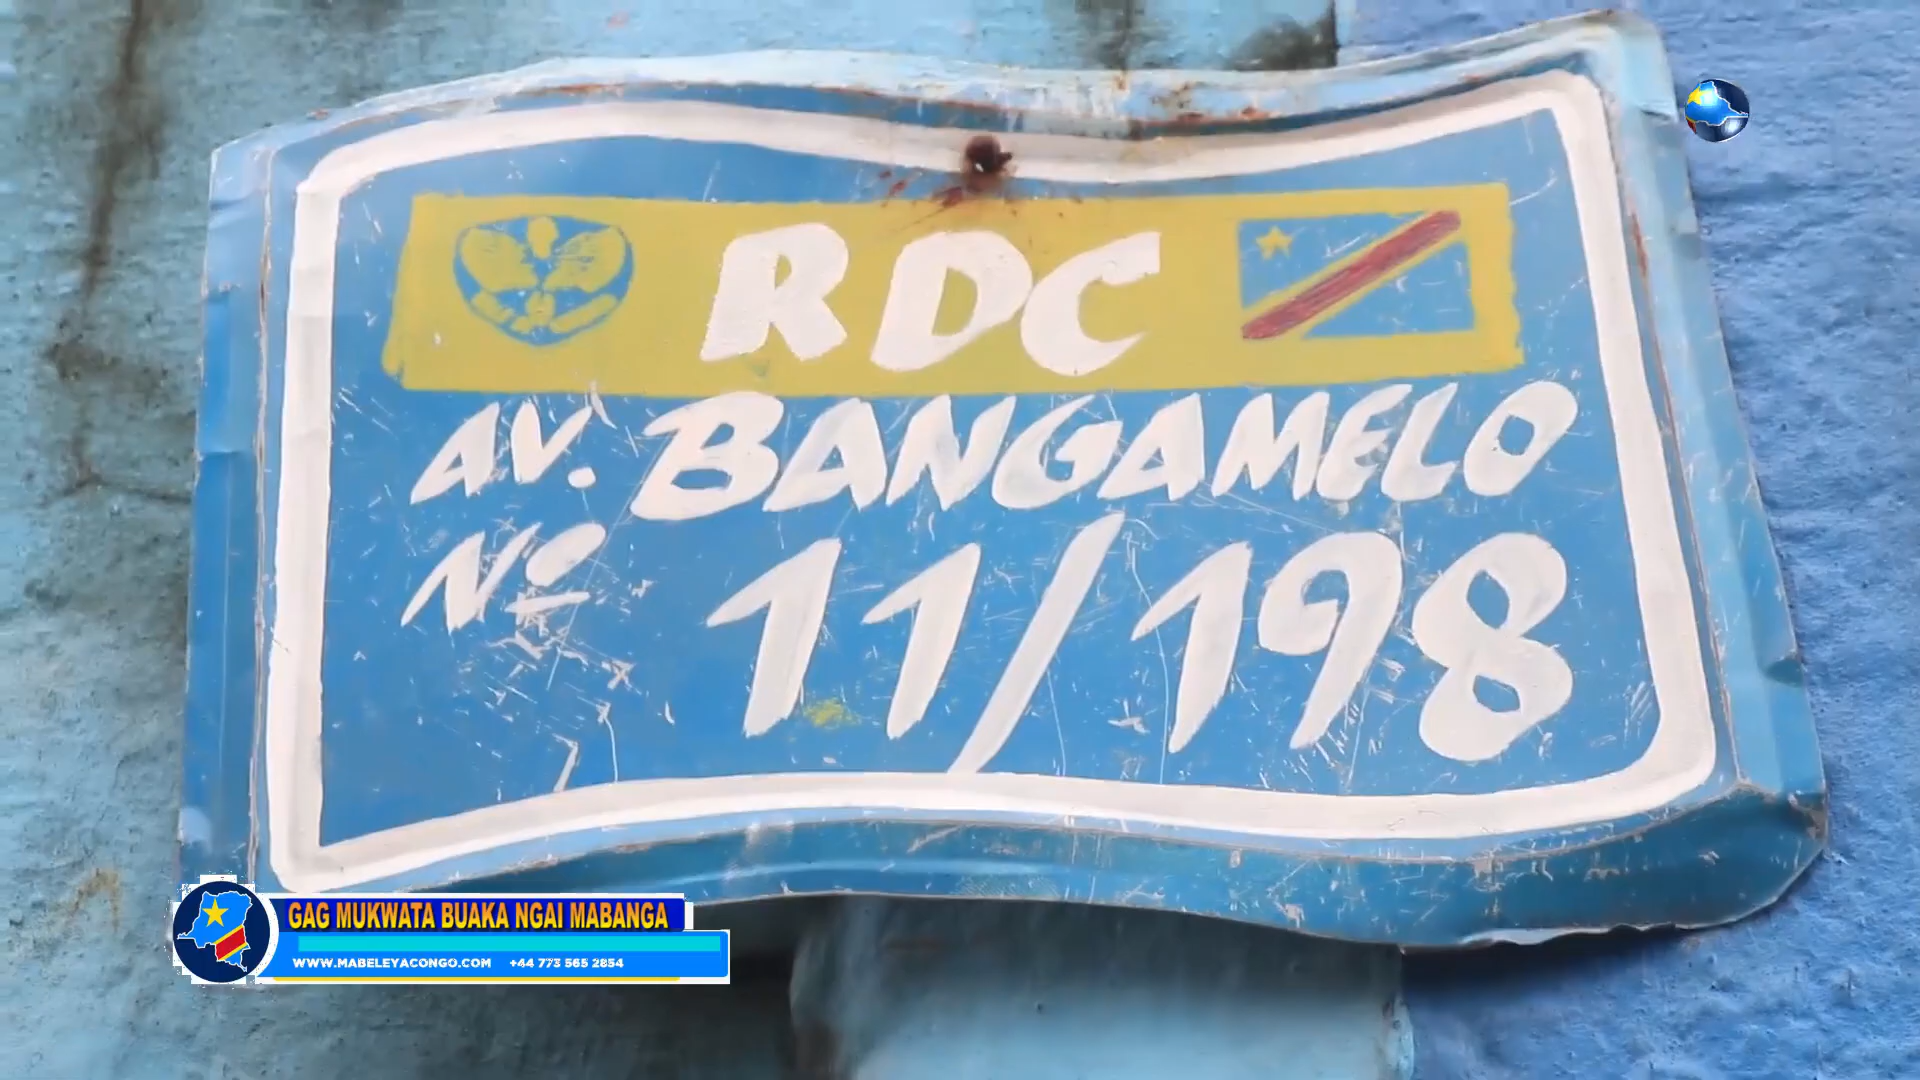 RDC
AV. BANGAMELO
Nº 11/198
GAG MUKWATA BUAKA NGAI MABANGA
WWW.MABELEYACONGO.COM +44 773 565 2854